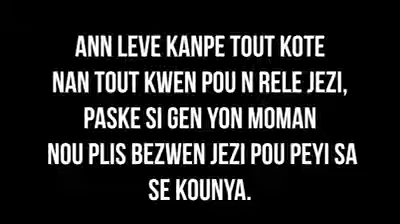 ANN LEVE KANPE TOUT KOTE
NAN TOUT KWEN POU N RELE JEZI,
PASKE SI GEN YON MOMAN
NOU PLIS BEZWEN JEZI POU PEYI SA
SE KOUNYA.